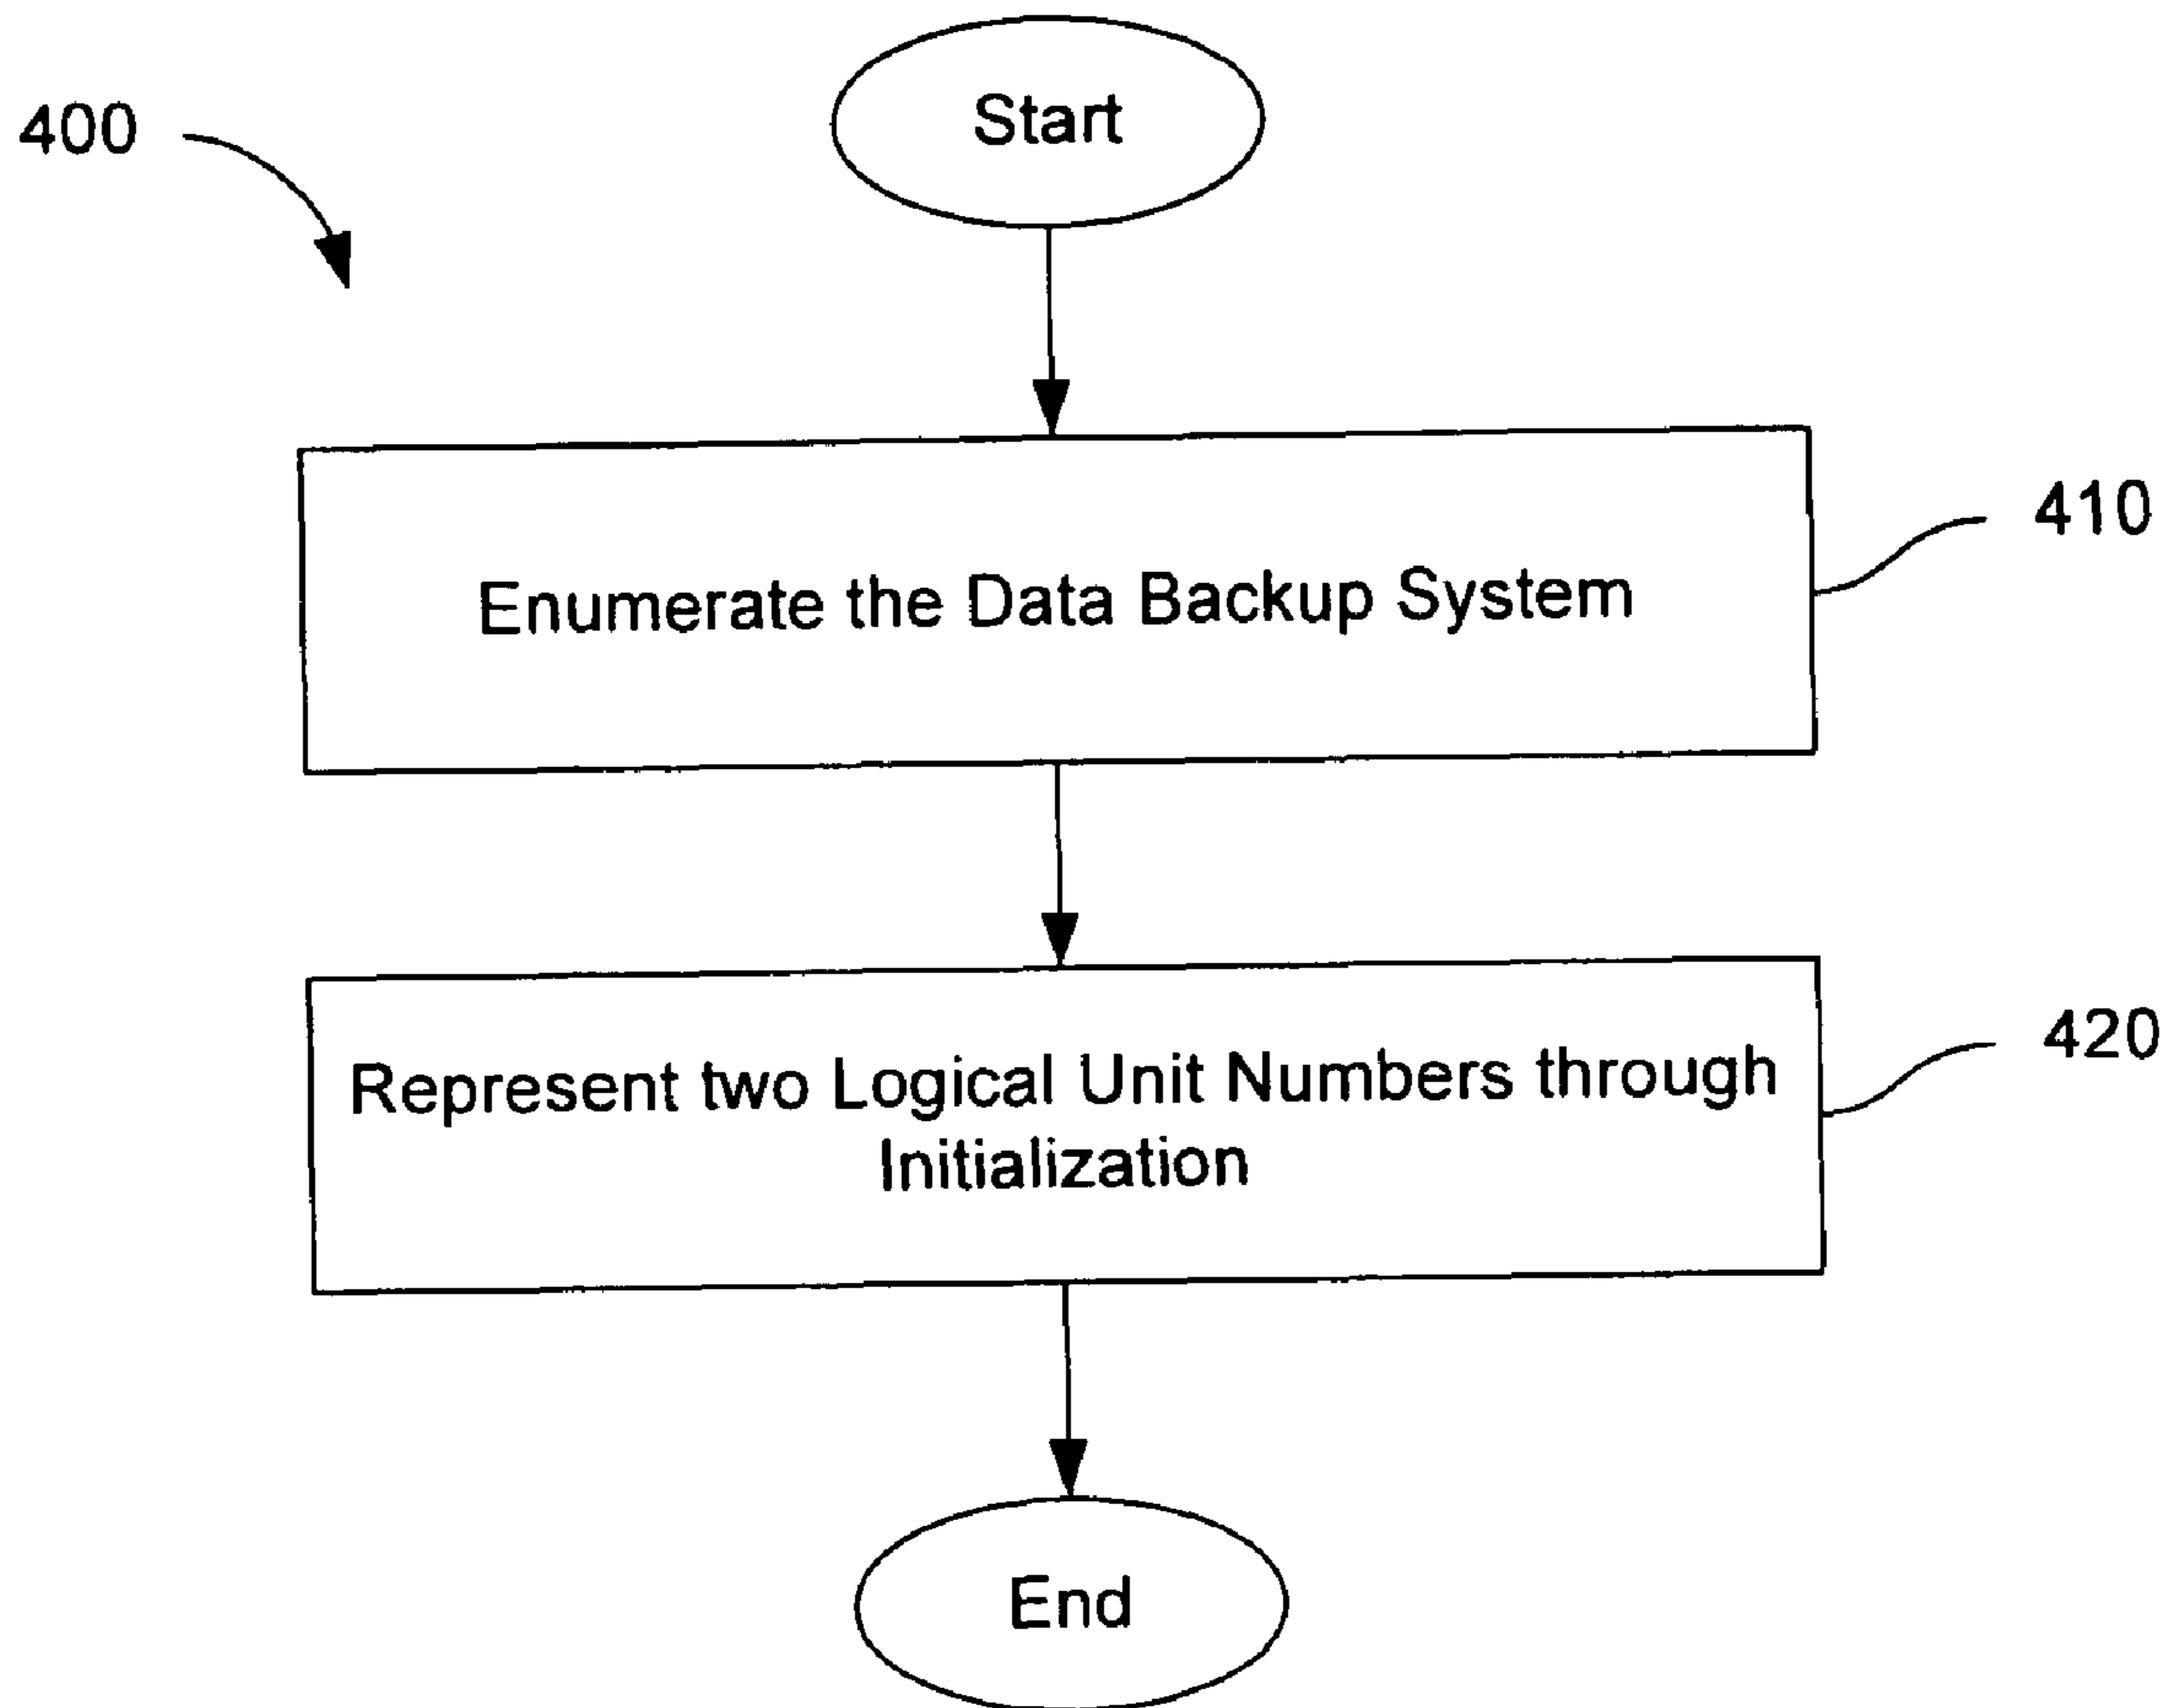 Start
400
410
Enumerate the Data Backup System
420
Represent two Logical Unit Numbers through
Initialization
End